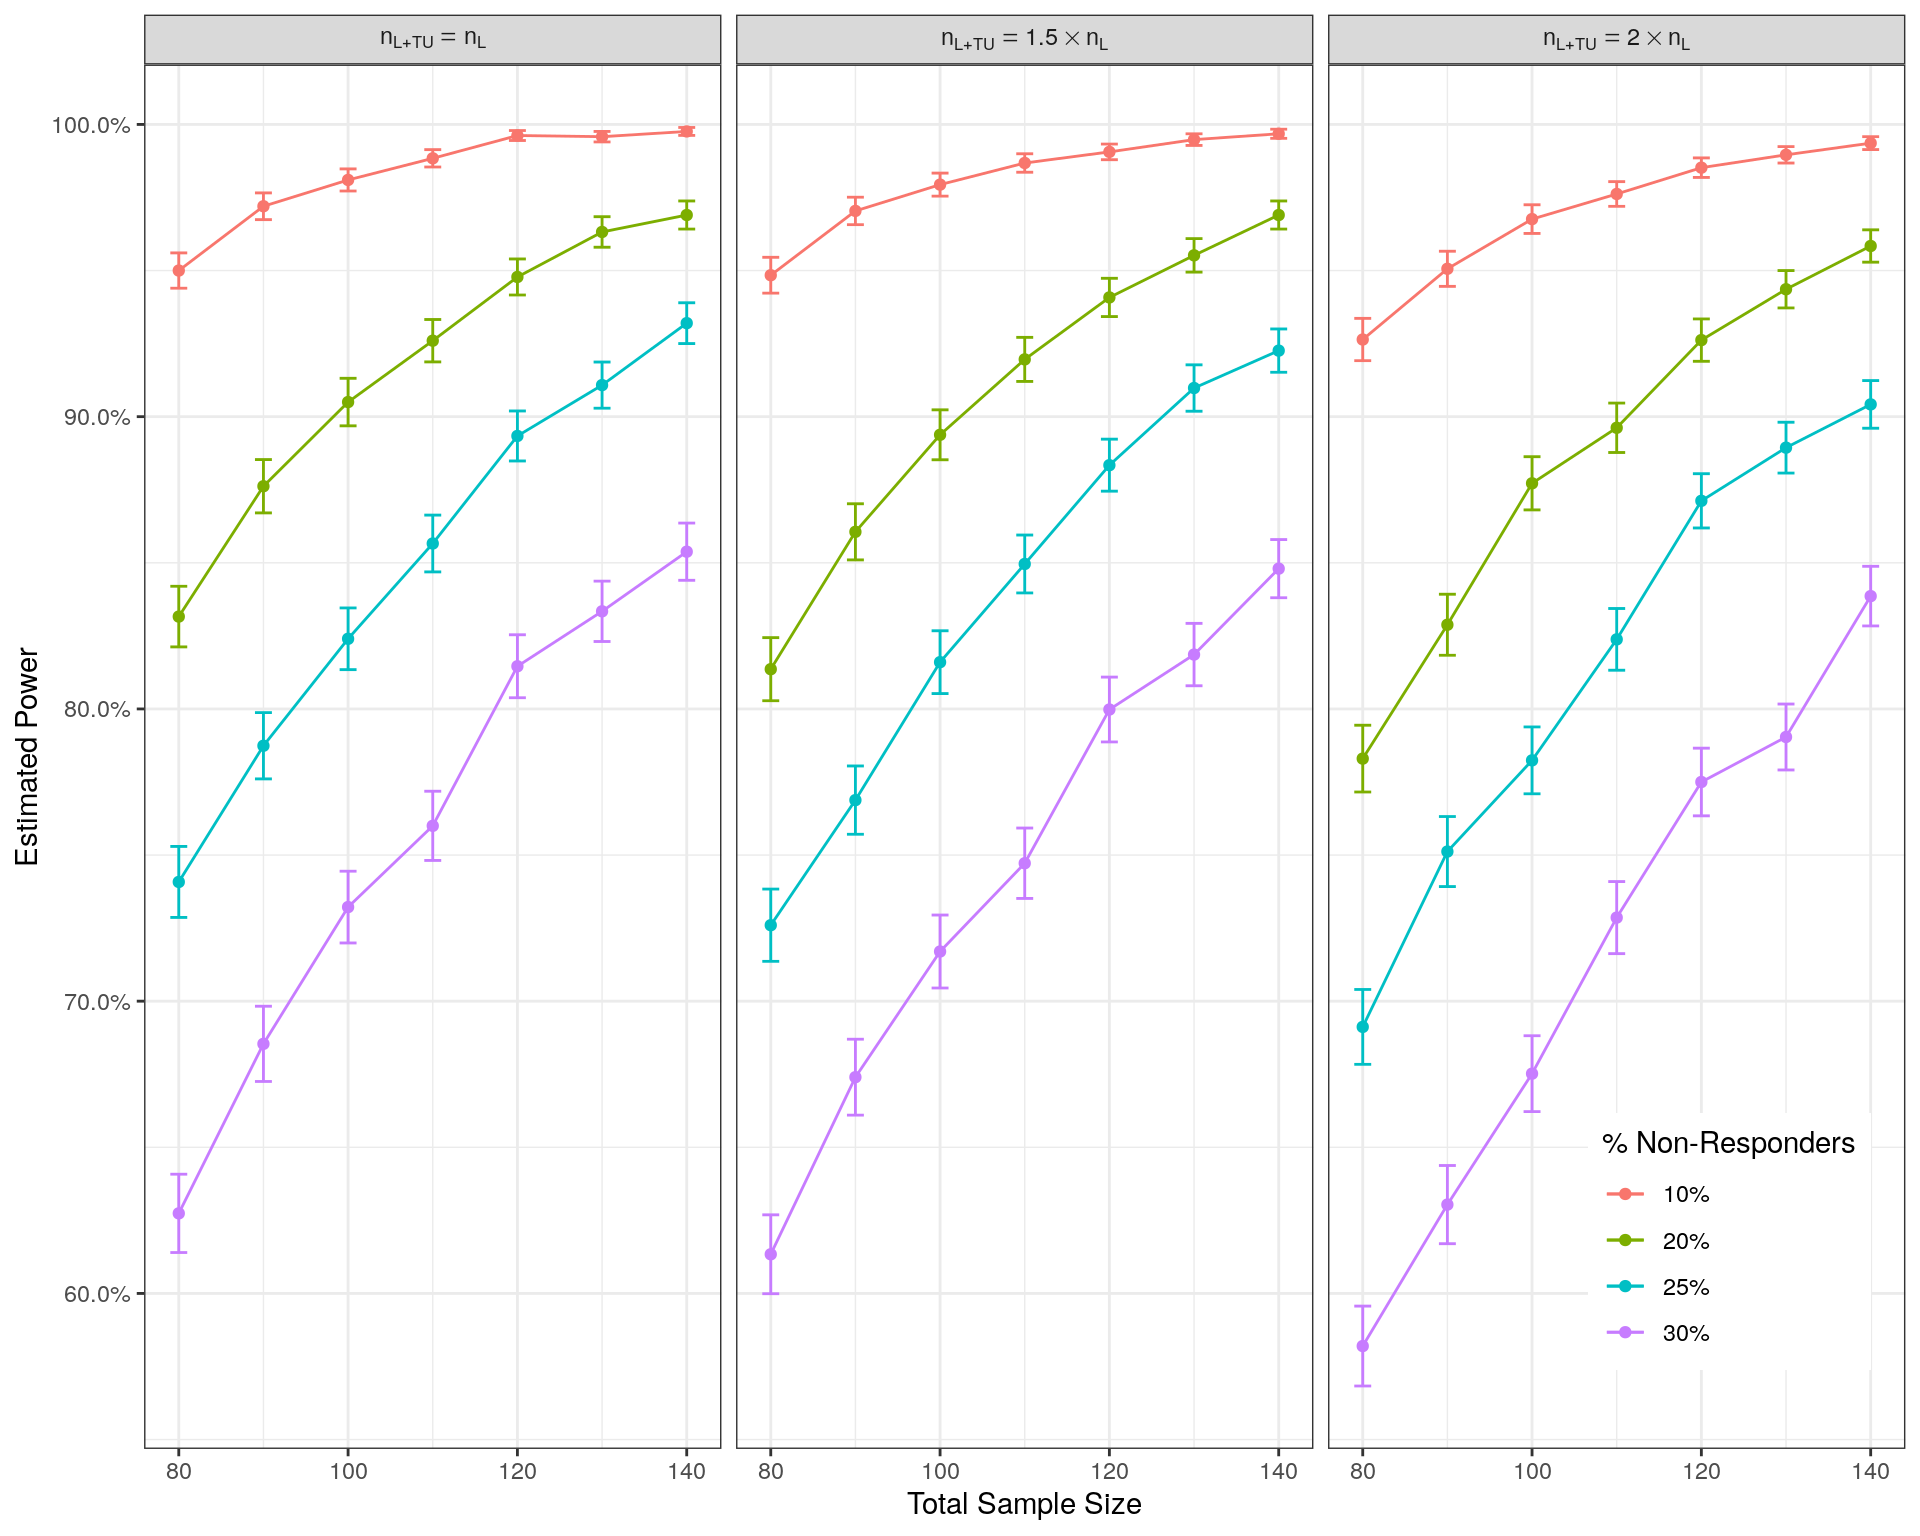 n_L+TU = n_L
n_L+TU = 1.5 × n_L
n_L+TU = 2 × n_L
100.0%
90.0%
80.0%
70.0%
60.0%
Estimated Power
% Non-Responders
10%
20%
25%
30%
80 100 120 140
80 100 120 140
80 100 120 140
Total Sample Size